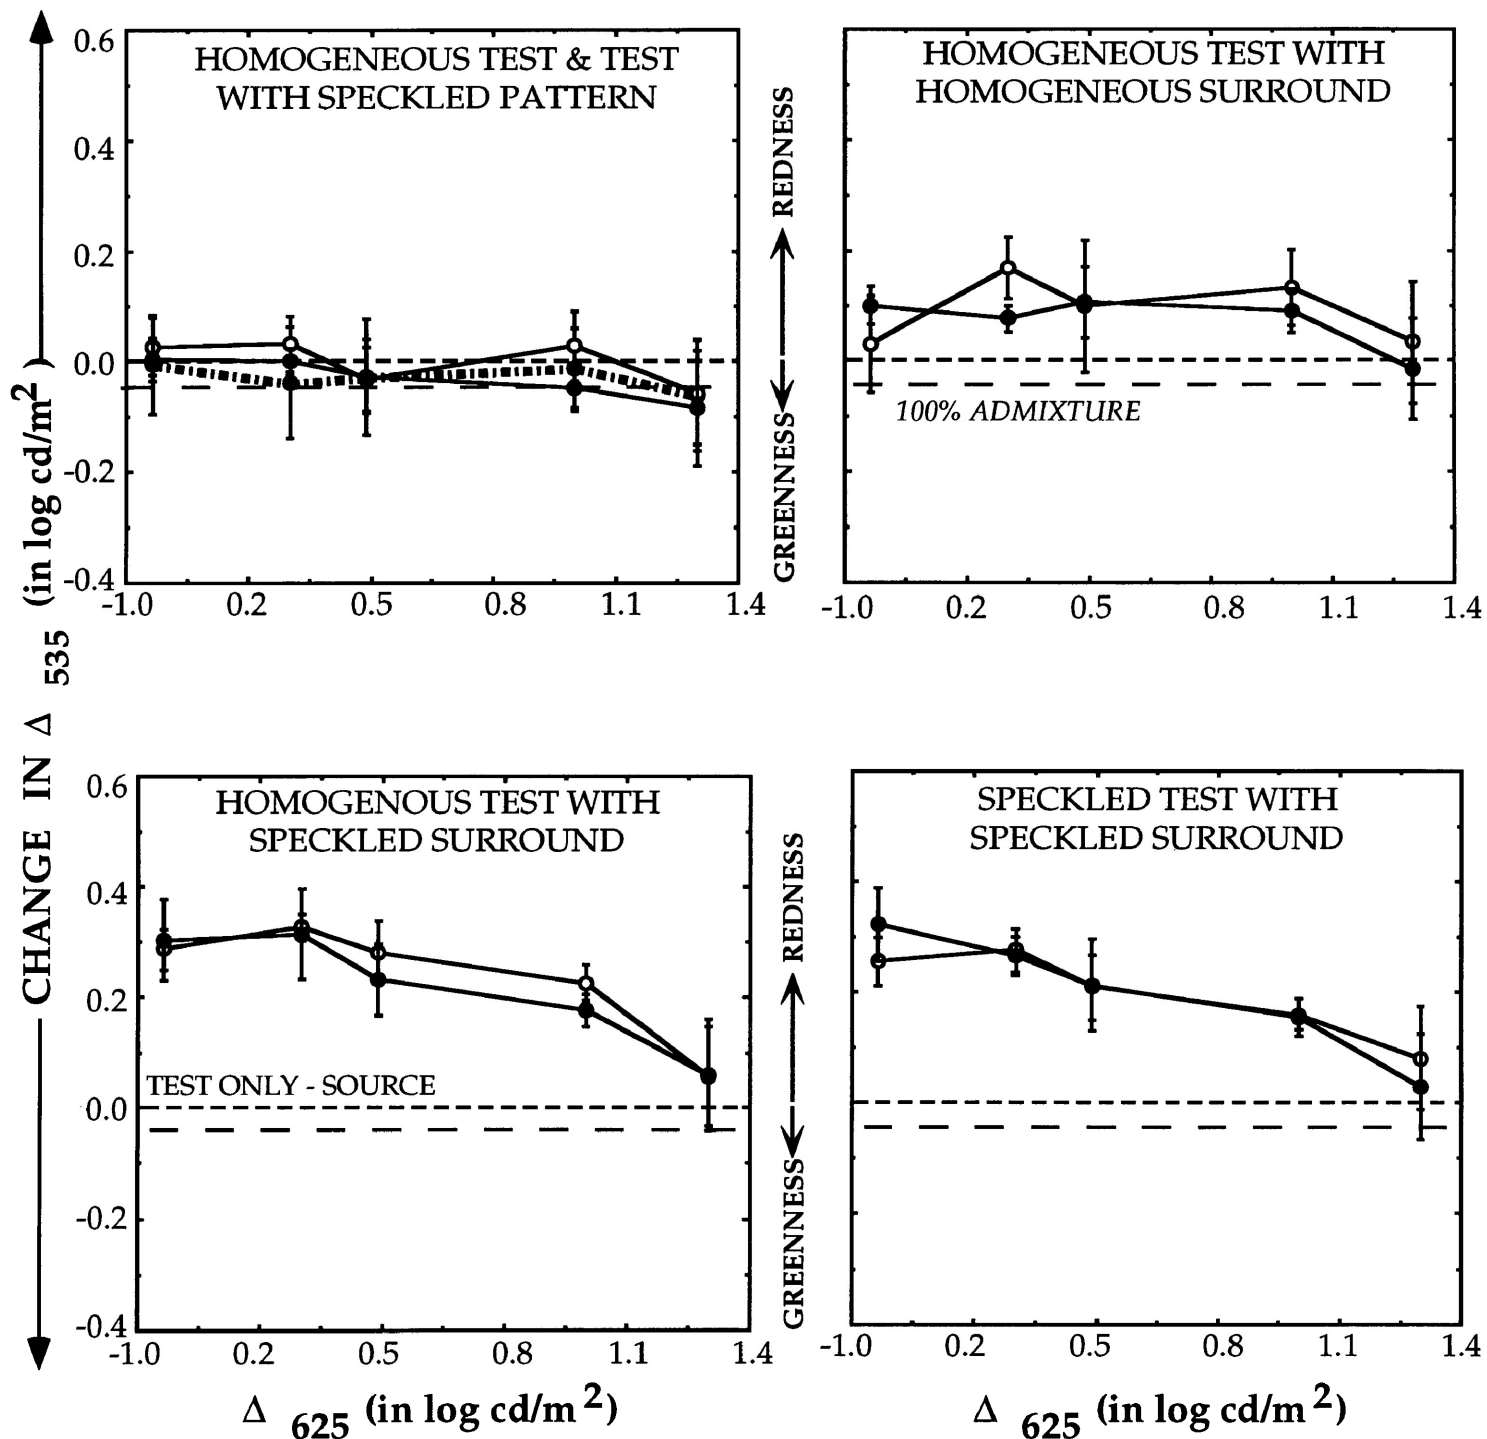 CHANGE IN Δ 535 (in log cd/m2)
HOMOGENEOUS TEST & TEST
WITH SPECKLED PATTERN
0.6
0.4
0.2
0.0
-0.2
-0.4
-1.0 0.2 0.5 0.8 1.1 1.4
GREENNESS REDNESS
HOMOGENEOUS TEST WITH
HOMOGENEOUS SURROUND
100% ADMIXTURE
-1.0 0.2 0.5 0.8 1.1 1.4
HOMOGENOUS TEST WITH
SPECKLED SURROUND
0.6
0.4
0.2
TEST ONLY - SOURCE
0.0
-0.2
-0.4
-1.0 0.2 0.5 0.8 1.1 1.4
Δ 625 (in log cd/m2)
GREENNESS REDNESS
SPECKLED TEST WITH
SPECKLED SURROUND
-1.0 0.2 0.5 0.8 1.1 1.4
Δ 625 (in log cd/m2)